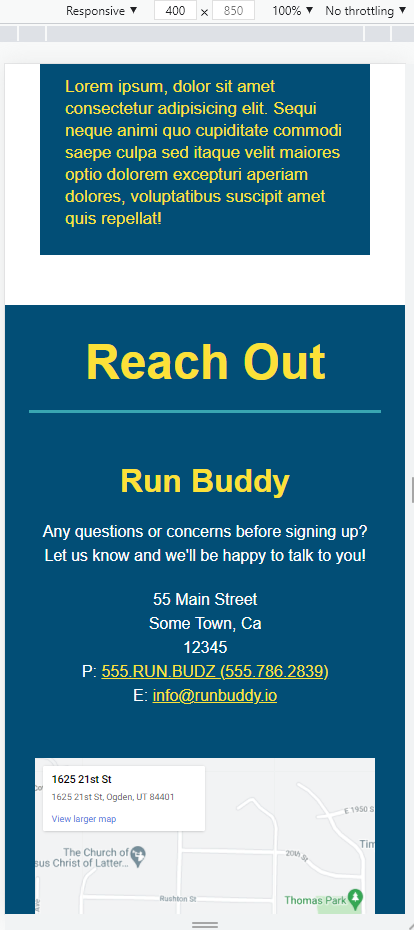 Responsive ▼ 400 × 850 100% ▼ No throttling ▼
Lorem ipsum, dolor sit amet
consectetur adipisicing elit. Sequi
neque animi quo cupiditate commodi
saepe culpa sed itaque velit maiores
optio dolorem excepturi aperiam
dolores, voluptatibus suscipit amet
quis repellat!
Reach Out
Run Buddy
Any questions or concerns before signing up?
Let us know and we'll be happy to talk to you!
55 Main Street
Some Town, Ca
12345
P: 555.RUN.BUDZ (555.786.2839)
E: info@runbuddy.io
1625 21st St
1625 21st St, Ogden, UT 84401
View larger map
E 1950 S
The Church of
sus Christ of Latter...
20th St
Tim
Rushton St
Thomas Park
Ave